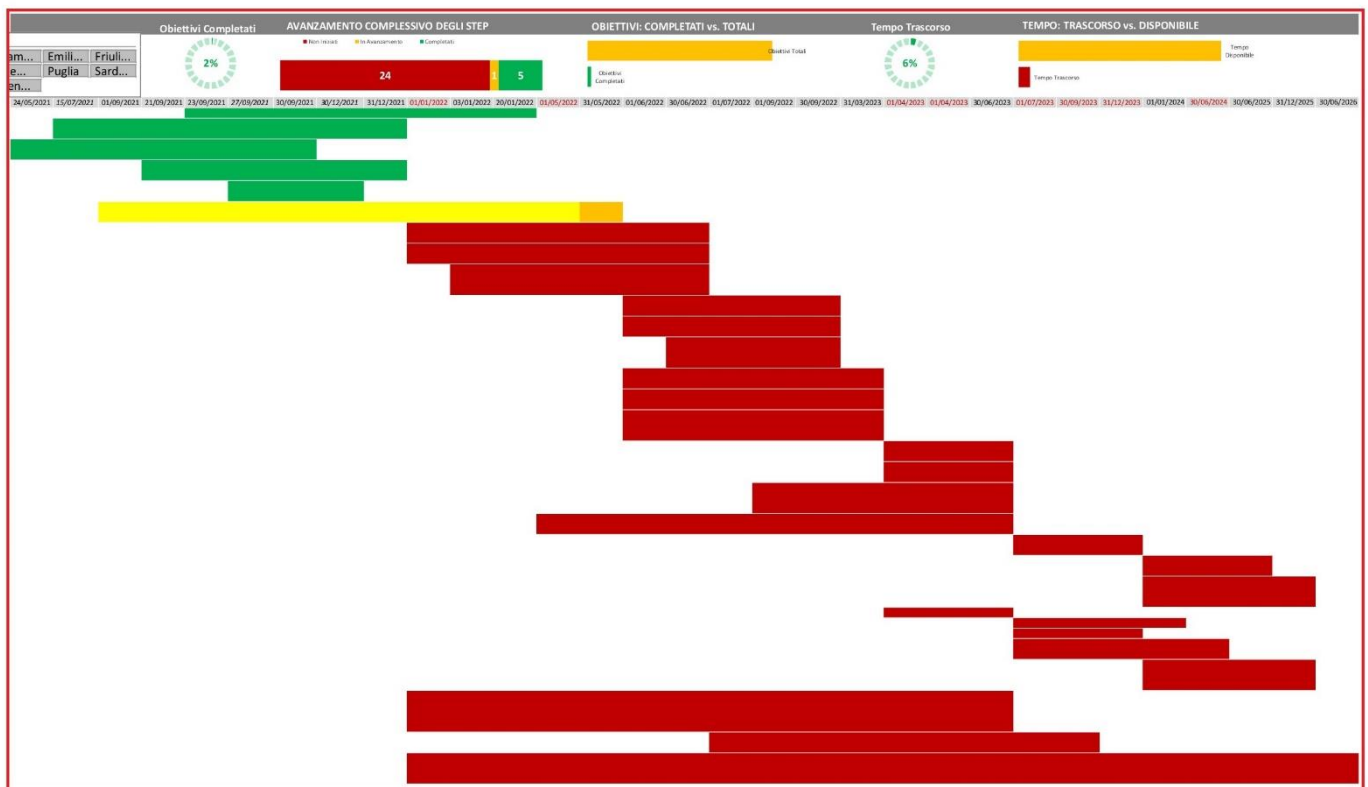 Obiettivi Completati AVANZAMENTO COMPLESSIVO DEGLI STEP OBIETTIVI: COMPLETATI vs. TOTALI Tempo Trascorso TEMPO: TRASCORSO vs. DISPONIBILE
Non Iniziati In Avanzamento Completati
am... Emili... Friuli...
e... Puglia Sard...
en...
2%
24 1 5
Obiettivi Totali
Obiettivi
Completati
6%
Tempo
Disponibile
Tempo Trascorso
24/05/2021 15/07/2021 01/09/2021 21/09/2021 23/09/2021 27/09/2021 30/09/2021 30/12/2021 31/12/2021 01/01/2022 03/01/2022 20/01/2022 01/05/2022 31/05/2022 01/06/2022 30/06/2022 01/07/2022 01/09/2022 30/09/2022 31/03/2023 01/04/2023 01/04/2023 30/06/2023 01/07/2023 30/09/2023 31/12/2023 01/01/2024 30/06/2024 30/06/2025 31/12/2025 30/06/2026